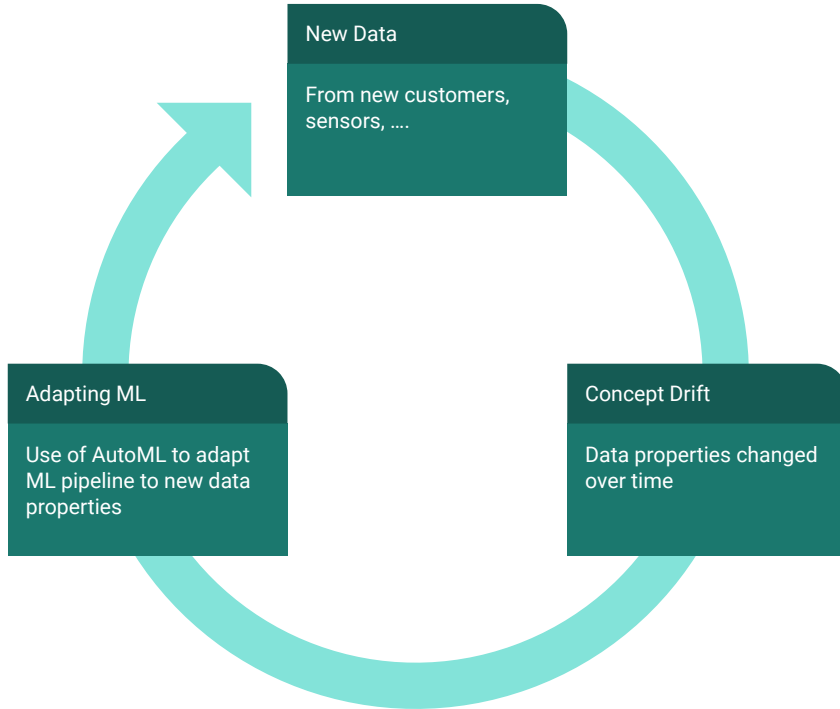 New Data
From new customers,
sensors, ....
Adapting ML
Use of AutoML to adapt
ML pipeline to new data
properties
Concept Drift
Data properties changed
over time